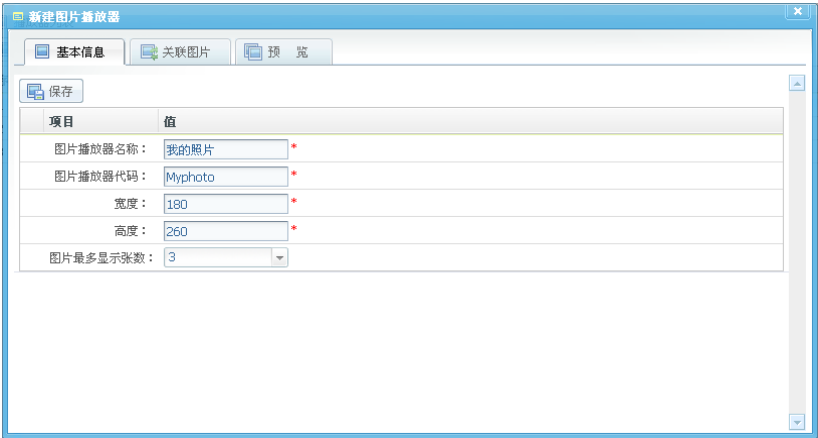 新建图片播放器
基本信息 关联图片 预 览
保存
项目 值
图片播放器名称： 我的照片 *
图片播放器代码： Myphoto *
宽度： 180 *
高度： 260 *
图片最多显示张数： 3